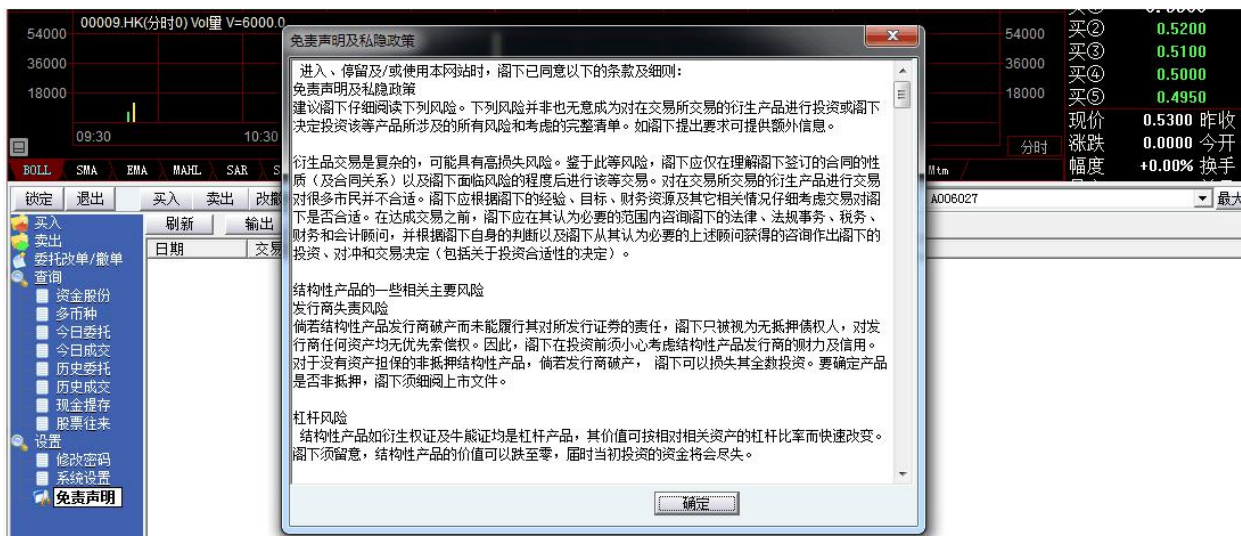 00009.HK(分时0) Vol量 V=6000.0
54000
36000
18000
09:30
10:30
54000
36000
18000
分时
买②
0.5200
买③
0.5100
买④
0.5000
买⑤
0.4950
现价
0.5300
昨收
涨跌
0.0000
今开
幅度
+0.00%
换手
BOLL
SMA
EMA
MAHL
SAR
Mtm
锁定
退出
买入
卖出
改撤
A006027
最大
刷新
输出
日期
交易
买入
卖出
委托改单/撤单
查询
资金股份
多币种
今日委托
今日成交
历史委托
历史成交
现金提存
股票往来
设置
修改密码
系统设置
免责声明
免责声明及私隐政策
进入、停留及/或使用本网站时，阁下已同意以下的条款及细则：
免责声明及私隐政策
建议阁下仔细阅读下列风险。下列风险并非也无意成为对在交易所交易的衍生产品进行投资或阁下
决定投资该等产品所涉及的所有风险和考虑的完整清单。如阁下提出要求可提供额外信息。
衍生品交易是复杂的，可能具有高损失风险。鉴于此等风险，阁下应仅在理解阁下签订的合同的性
质（及合同关系）以及阁下面临风险的程度后进行该等交易。对在交易所交易的衍生产品进行交易
对很多市民并不合适。阁下应根据阁下的经验、目标、财务资源及其它相关情况仔细考虑交易对阁
下是否合适。在达成交易之前，阁下应在其认为必要的范围内咨询阁下的法律、法规事务、税务、
财务和会计顾问，并根据阁下自身的判断以及阁下从其认为必要的上述顾问获得的咨询作出阁下的
投资、对冲和交易决定（包括关于投资合适性的决定）。
结构性产品的一些相关主要风险
发行商失责风险
倘若结构性产品发行商破产而未能履行其对所发行证券的责任，阁下只被视为无抵押债权人，对发
行商任何资产均无优先索偿权。因此，阁下在投资前须小心考虑结构性产品发行商的财力及信用。
对于没有资产担保的非抵押结构性产品，倘若发行商破产， 阁下可以损失其全数投资。要确定产品
是否非抵押，阁下须细阅上市文件。
杠杆风险
结构性产品如衍生权证及牛熊证均是杠杆产品，其价值可按相对相关资产的杠杆比率而快速改变。
阁下须留意，结构性产品的价值可以跌至零，届时当初投资的资金将会尽失。
确定